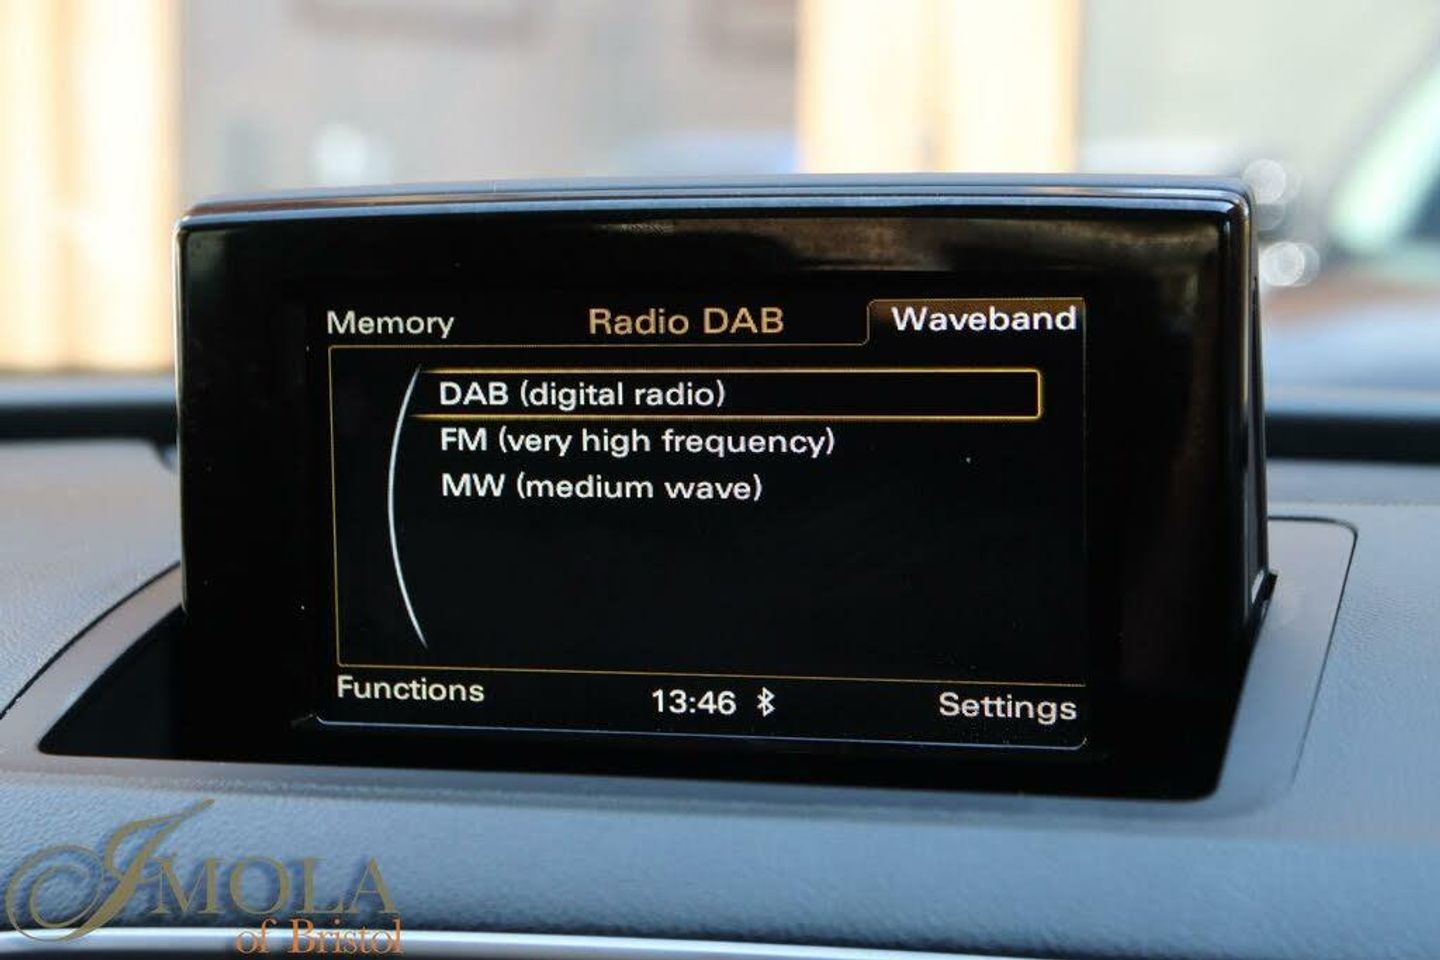 Memory Radio DAB Waveband
DAB (digital radio)
FM (very high frequency)
MW (medium wave)
Functions 13:46 Settings
IMOLA
of Bristol